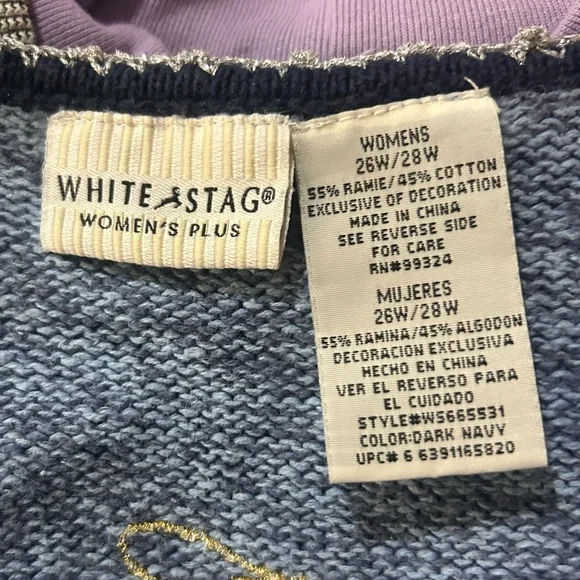 WHITE STAG®
WOMEN'S PLUS
WOMENS
26W/28W
55% RAMIE/45% COTTON
EXCLUSIVE OF DECORATION
MADE IN CHINA
SEE REVERSE SIDE
FOR CARE
RN#99324
MUJERES
26W/28W
55% RAMINA/45% ALGODON
DECORACION EXCLUSIVA
HECHO EN CHINA
VER EL REVERSO PARA
EL CUIDADO
STYLE#WS665531
COLOR:DARK NAVY
UPC# 6 6391165820